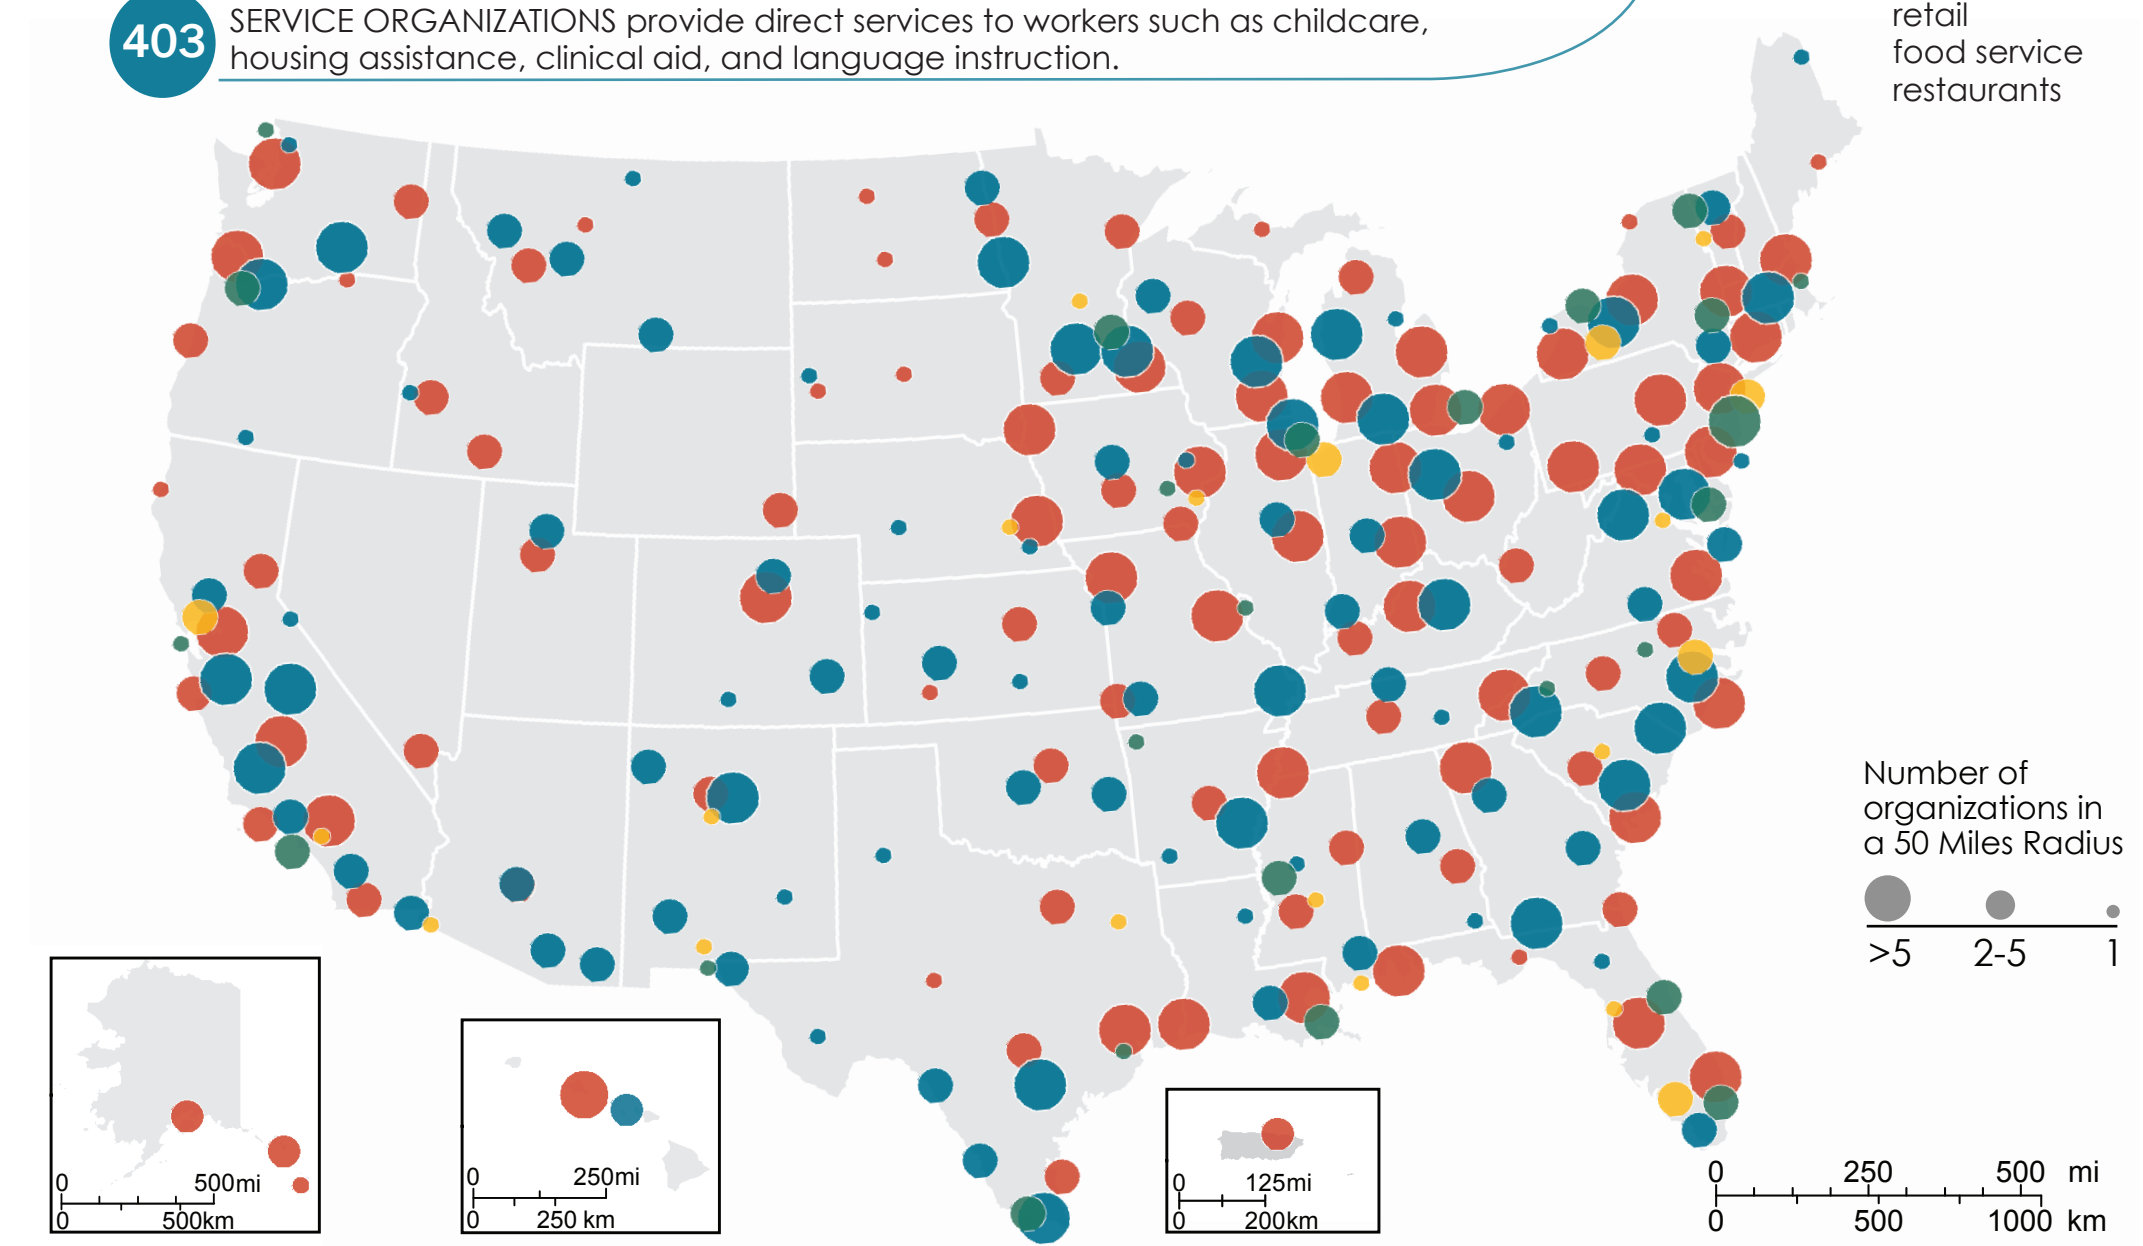 403
SERVICE ORGANIZATIONS provide direct services to workers such as childcare,
housing assistance, clinical aid, and language instruction.
retail
food service
restaurants
Number of
organizations in
a 50 Miles Radius
>5 2-5 1
0 500mi
0 500km
0 250mi
0 250 km
0 125mi
0 200km
0 250 500 mi
0 500 1000 km